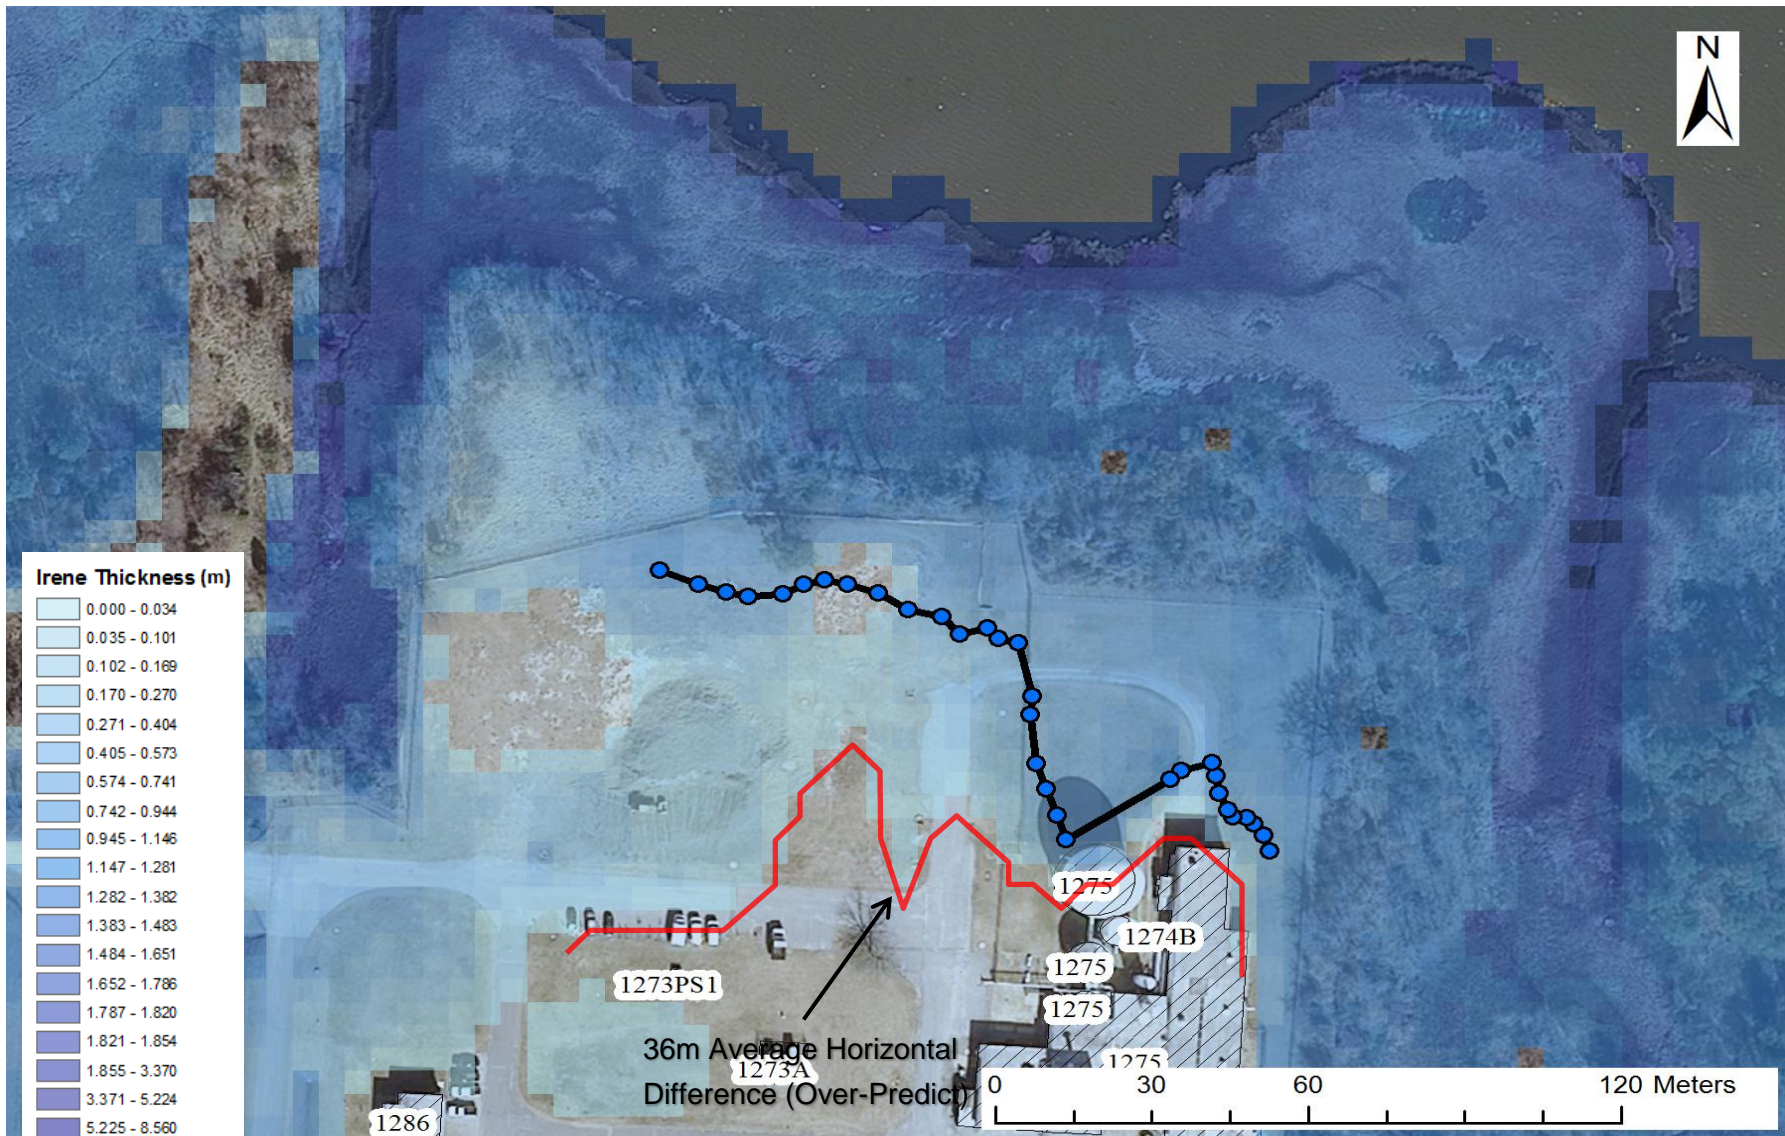 N
Irene Thickness (m)
0.000 - 0.034
0.035 - 0.101
0.102 - 0.169
0.170 - 0.270
0.271 - 0.404
0.405 - 0.573
0.574 - 0.741
0.742 - 0.944
0.945 - 1.146
1.147 - 1.281
1.282 - 1.382
1.383 - 1.483
1.484 - 1.651
1.652 - 1.786
1.787 - 1.820
1.821 - 1.854
1.855 - 3.370
3.371 - 5.224
5.225 - 8.560
1275
1274B
1275
1273PS1
1275
36m Average Horizontal
1275
1273A
Difference (Over-Predict)
1286
0 30 60 120 Meters